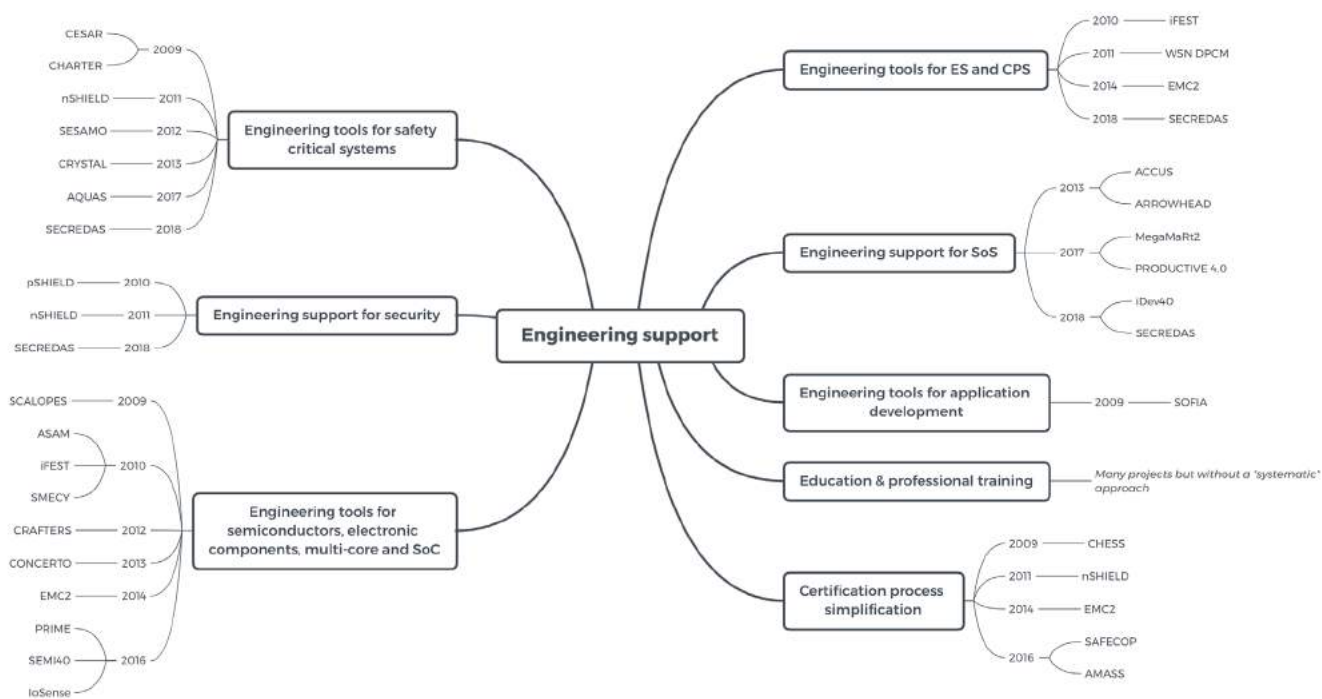 Engineering support
Engineering tools for safety
critical systems
2009
CESAR
CHARTER
2011
nSHIELD
2012
SESAMO
2013
CRYSTAL
2017
AQUAS
2018
SECREDAS
Engineering support for security
2010
pSHIELD
2011
nSHIELD
2018
SECREDAS
Engineering tools for
semiconductors, electronic
components, multi-core and SoC
2009
SCALOPES
2010
ASAM
iFEST
SMECY
2012
CRAFTERS
2013
CONCERTO
2014
EMC2
2016
PRIME
SEMI40
IoSense
Engineering tools for ES and CPS
2010
iFEST
2011
WSN DPCM
2014
EMC2
2018
SECREDAS
Engineering support for SoS
2013
ACCUS
ARROWHEAD
2017
MegaMaRt2
PRODUCTIVE 4.0
2018
iDev40
SECREDAS
Engineering tools for application
development
2009
SOFIA
Education & professional training
Many projects but without a "systematic"
approach
Certification process
simplification
2009
CHESS
2011
nSHIELD
2014
EMC2
2016
SAFECOP
AMASS